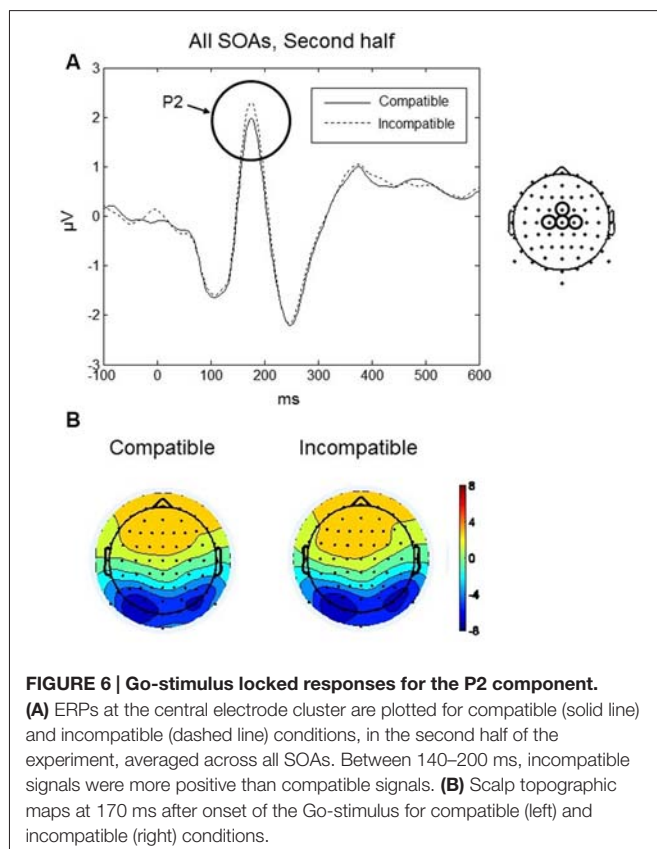 All SOAs, Second half
A
3
2
1
0
-1
-2
-3
µV
P2
Compatible
Incompatible
-100 0 100 200 300 400 500 600
ms
B
Compatible Incompatible
8
4
0
-4
-8
FIGURE 6 | Go-stimulus locked responses for the P2 component.
(A) ERPs at the central electrode cluster are plotted for compatible (solid line)
and incompatible (dashed line) conditions, in the second half of the
experiment, averaged across all SOAs. Between 140–200 ms, incompatible
signals were more positive than compatible signals. (B) Scalp topographic
maps at 170 ms after onset of the Go-stimulus for compatible (left) and
incompatible (right) conditions.